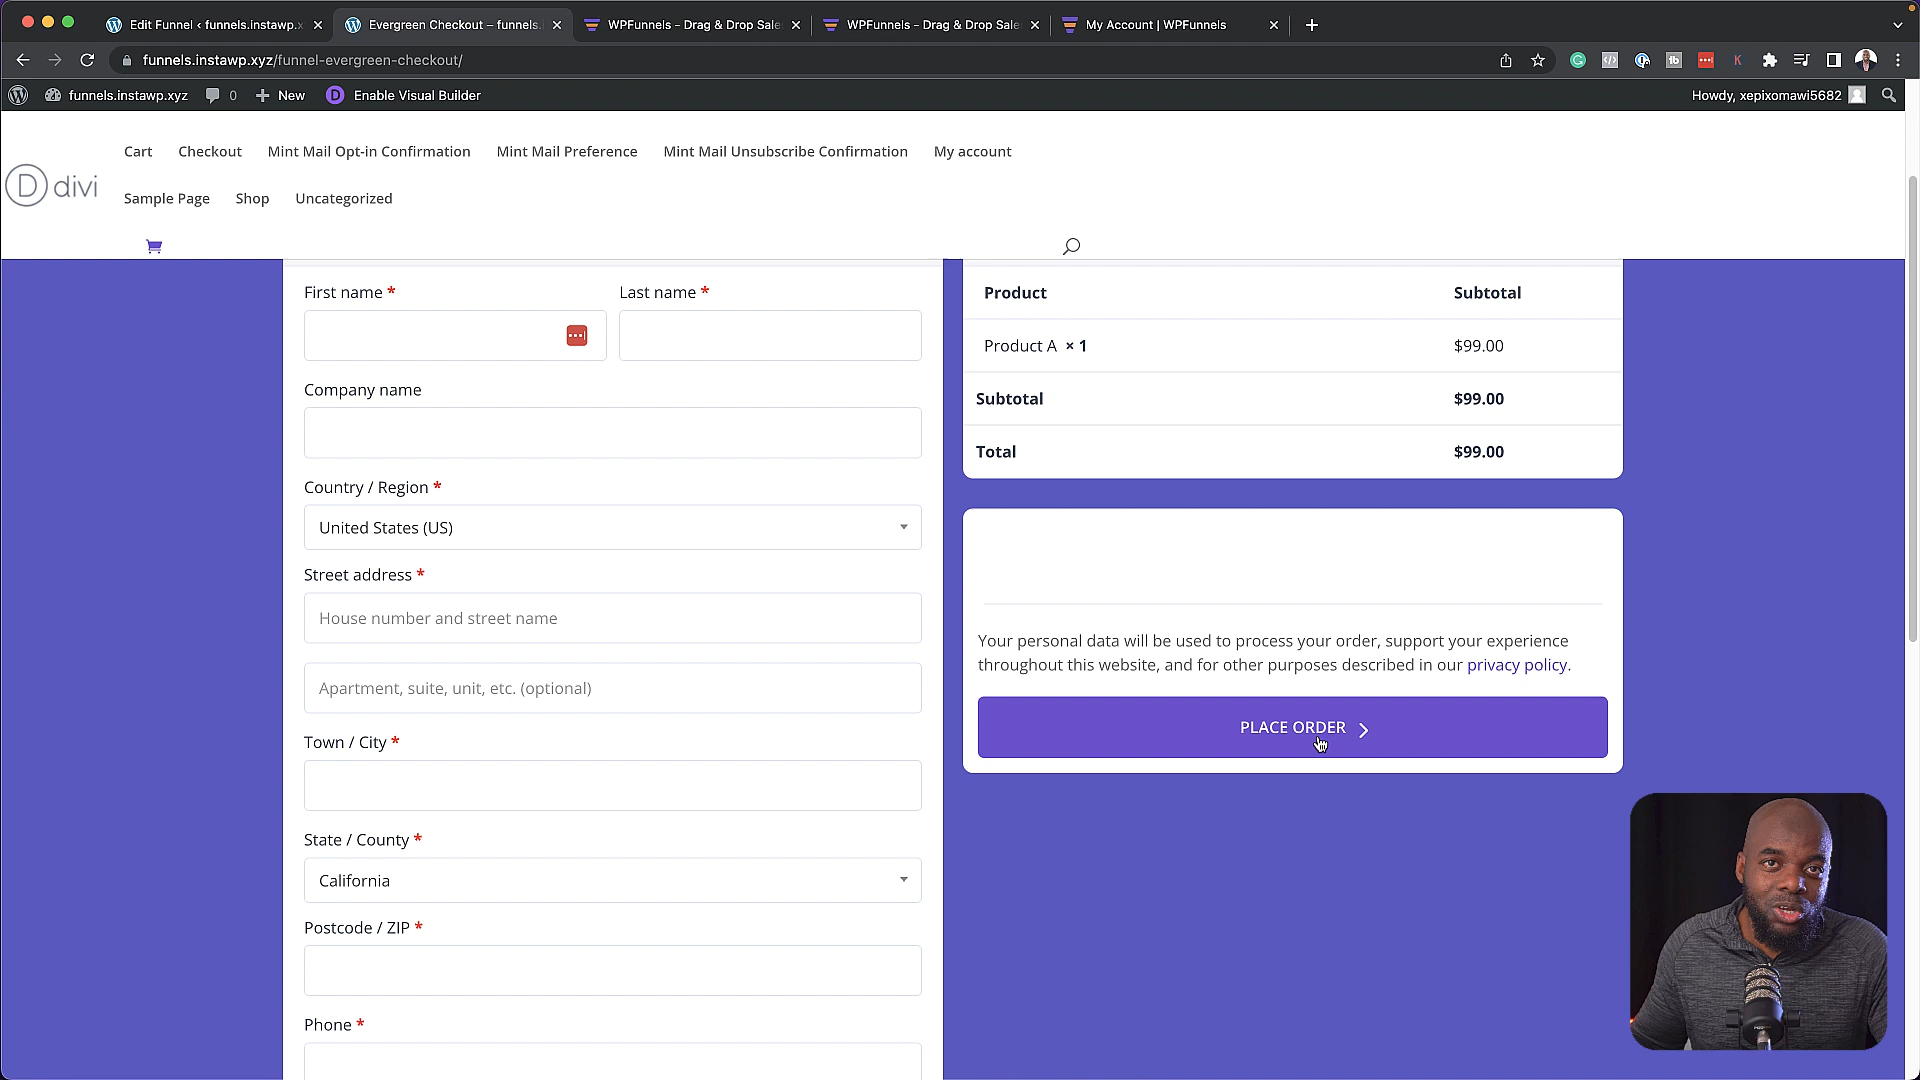 Edit Funnel ‹ funnels.instawp.x
Evergreen Checkout – funnels.
WPFunnels – Drag & Drop Sale
WPFunnels – Drag & Drop Sale
My Account | WPFunnels
funnels.instawp.xyz/funnel-evergreen-checkout/
funnels.instawp.xyz
0
New
D
Enable Visual Builder
Howdy, xepixomawi5682
Cart
Checkout
Mint Mail Opt-in Confirmation
Mint Mail Preference
Mint Mail Unsubscribe Confirmation
My account
D divi
Sample Page
Shop
Uncategorized
First name *
Last name *
Product
Subtotal
Product A × 1
$99.00
Company name
Subtotal
$99.00
Total
$99.00
Country / Region *
United States (US)
Street address *
House number and street name
Apartment, suite, unit, etc. (optional)
Your personal data will be used to process your order, support your experience
throughout this website, and for other purposes described in our privacy policy.
PLACE ORDER
Town / City *
State / County *
California
Postcode / ZIP *
Phone *